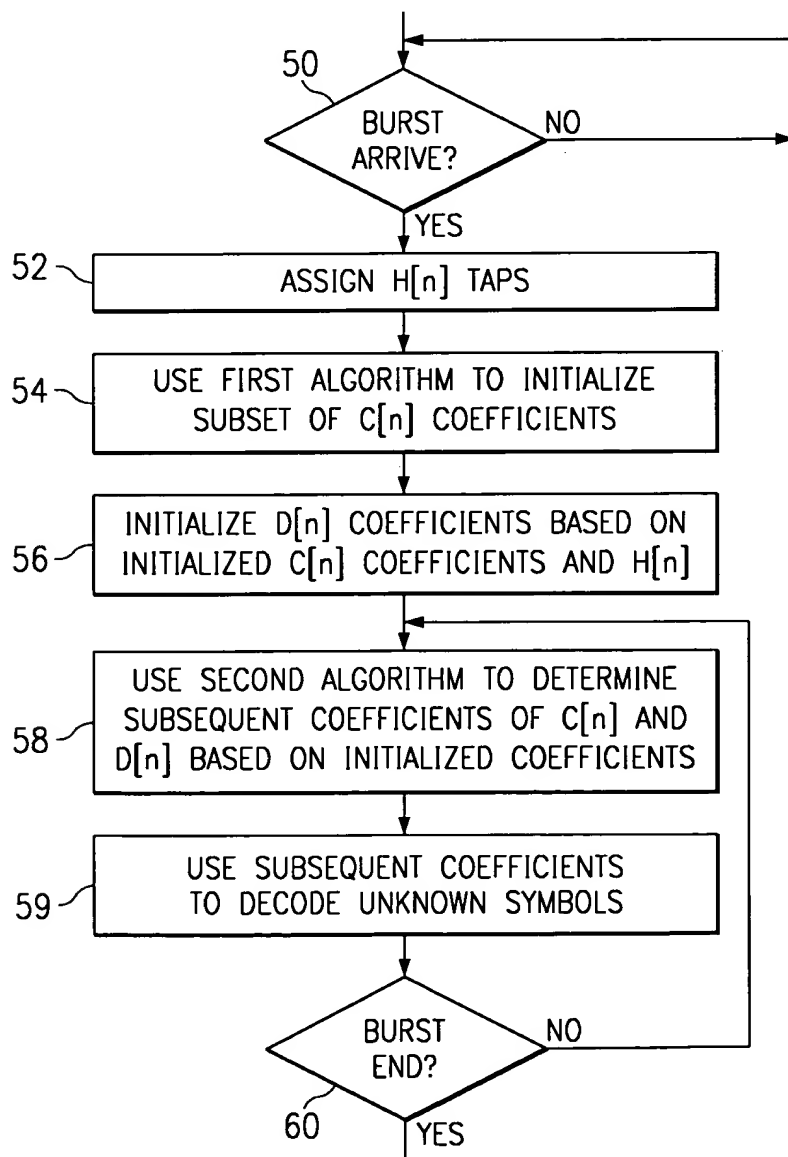 50
BURST
ARRIVE?
NO
YES
52
ASSIGN H[n] TAPS
54
USE FIRST ALGORITHM TO INITIALIZE
SUBSET OF C[n] COEFFICIENTS
56
INITIALIZE D[n] COEFFICIENTS BASED ON
INITIALIZED C[n] COEFFICIENTS AND H[n]
58
USE SECOND ALGORITHM TO DETERMINE
SUBSEQUENT COEFFICIENTS OF C[n] AND
D[n] BASED ON INITIALIZED COEFFICIENTS
59
USE SUBSEQUENT COEFFICIENTS
TO DECODE UNKNOWN SYMBOLS
BURST
END?
NO
60
YES